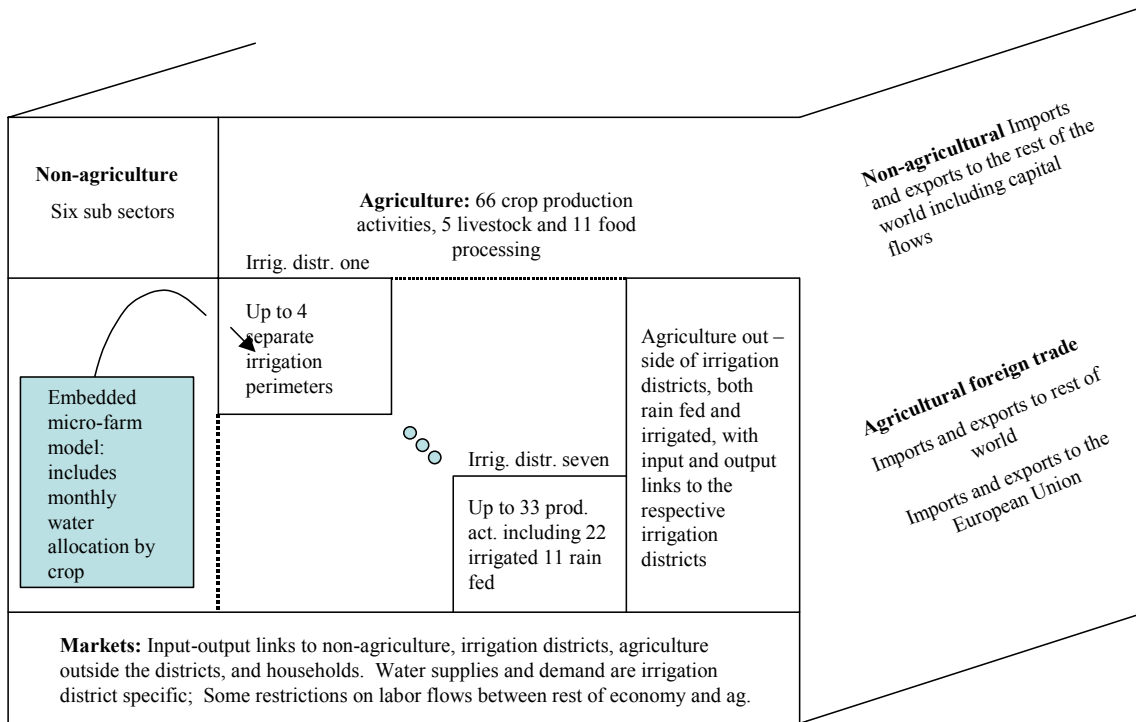 Non-agriculture
Six sub sectors
Agriculture: 66 crop production
activities, 5 livestock and 11 food
processing
Non-agricultural Imports
and exports to the rest of the
world including capital
flows
Irrig. distr. one
Up to 4
separate
irrigation
perimeters
Embedded
micro-farm
model:
includes
monthly
water
allocation by
crop
Irrig. distr. seven
Up to 33 prod.
act. including 22
irrigated 11 rain
fed
Agriculture out –
side of irrigation
districts, both
rain fed and
irrigated, with
input and output
links to the
respective
irrigation
districts
Agricultural foreign trade
Imports and exports to rest of
world
Imports and exports to the
European Union
Markets: Input-output links to non-agriculture, irrigation districts, agriculture
outside the districts, and households. Water supplies and demand are irrigation
district specific; Some restrictions on labor flows between rest of economy and ag.